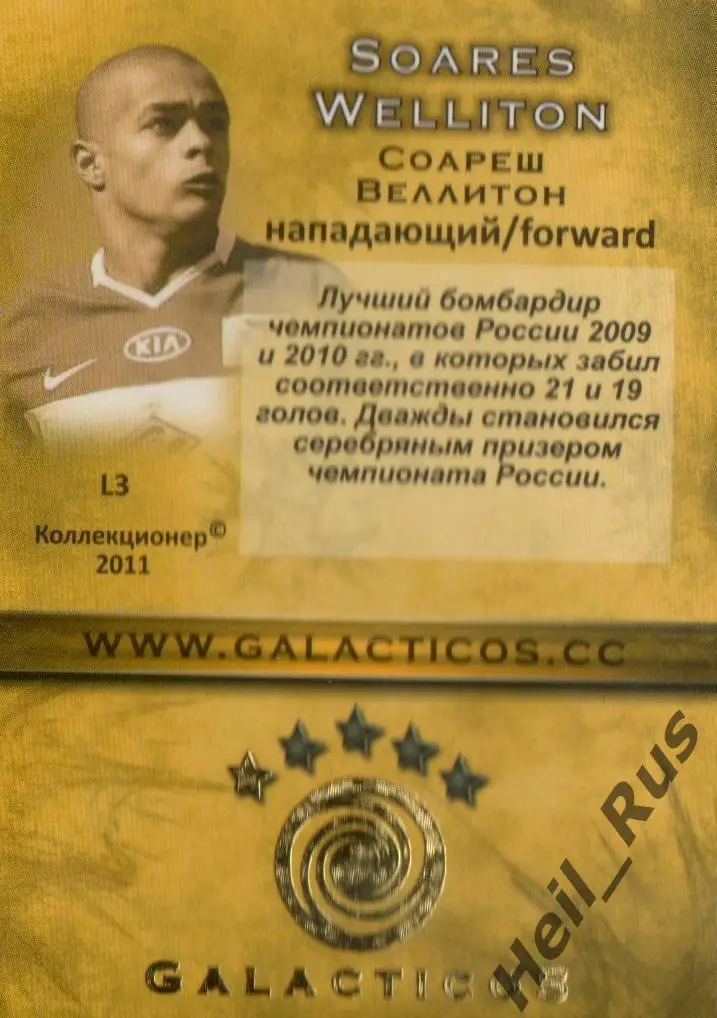 SOARES
WELLITON
СОАРЕШ
ВЕЛЛИТОН
нападающий/forward
Лучший бомбардир
чемпионатов России 2009
и 2010 гг., в которых забил
соответственно 21 и 19
голов. Дважды становился
серебряным призером
чемпионата России.
KIA
L3
Коллекционер©
2011
WWW.GALACTICOS.CC
GALACTICOS
Heil_Rus